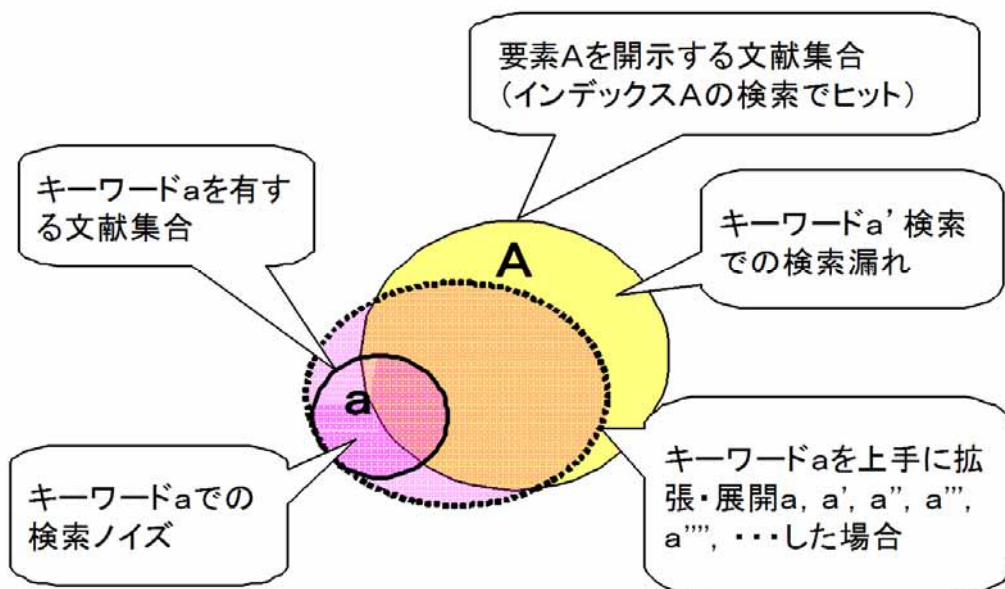 要素Aを開示する文献集合
（インデックスAの検索でヒット）
キーワードaを有す
る文献集合
キーワードa’検索
での検索漏れ
A
a
キーワードaでの
検索ノイズ
キーワードaを上手に拡
張・展開a, a', a'', a''',
a'''', ・・・した場合